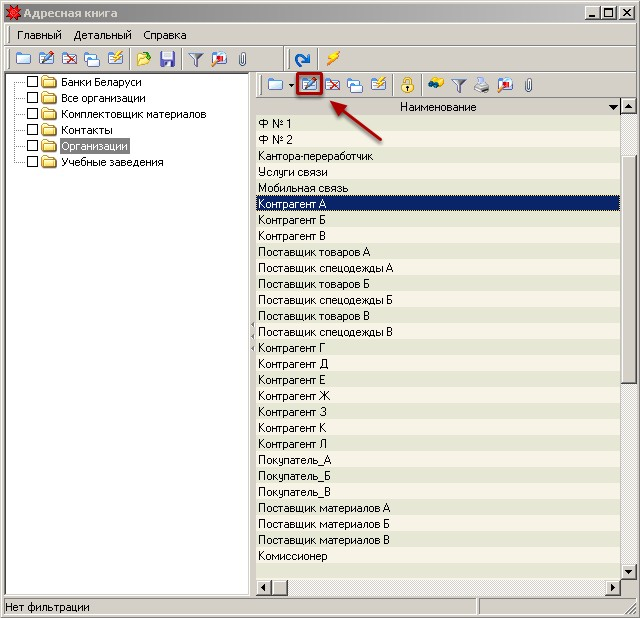 Адресная книга
Главный Детальный Справка
Банки Беларуси
Все организации
Комплектовщик материалов
Контакты
Организации
Учебные заведения
Наименование
Ф № 1
Ф № 2
Кантора-переработчик
Услуги связи
Мобильная связь
Контрагент А
Контрагент Б
Контрагент В
Поставщик товаров А
Поставщик спецодежды А
Поставщик товаров Б
Поставщик спецодежды Б
Поставщик товаров В
Поставщик спецодежды В
Контрагент Г
Контрагент Д
Контрагент Е
Контрагент Ж
Контрагент З
Контрагент К
Контрагент Л
Покупатель_А
Покупатель_Б
Покупатель_В
Поставщик материалов А
Поставщик материалов Б
Поставщик материалов В
Комиссионер
Нет фильтрации